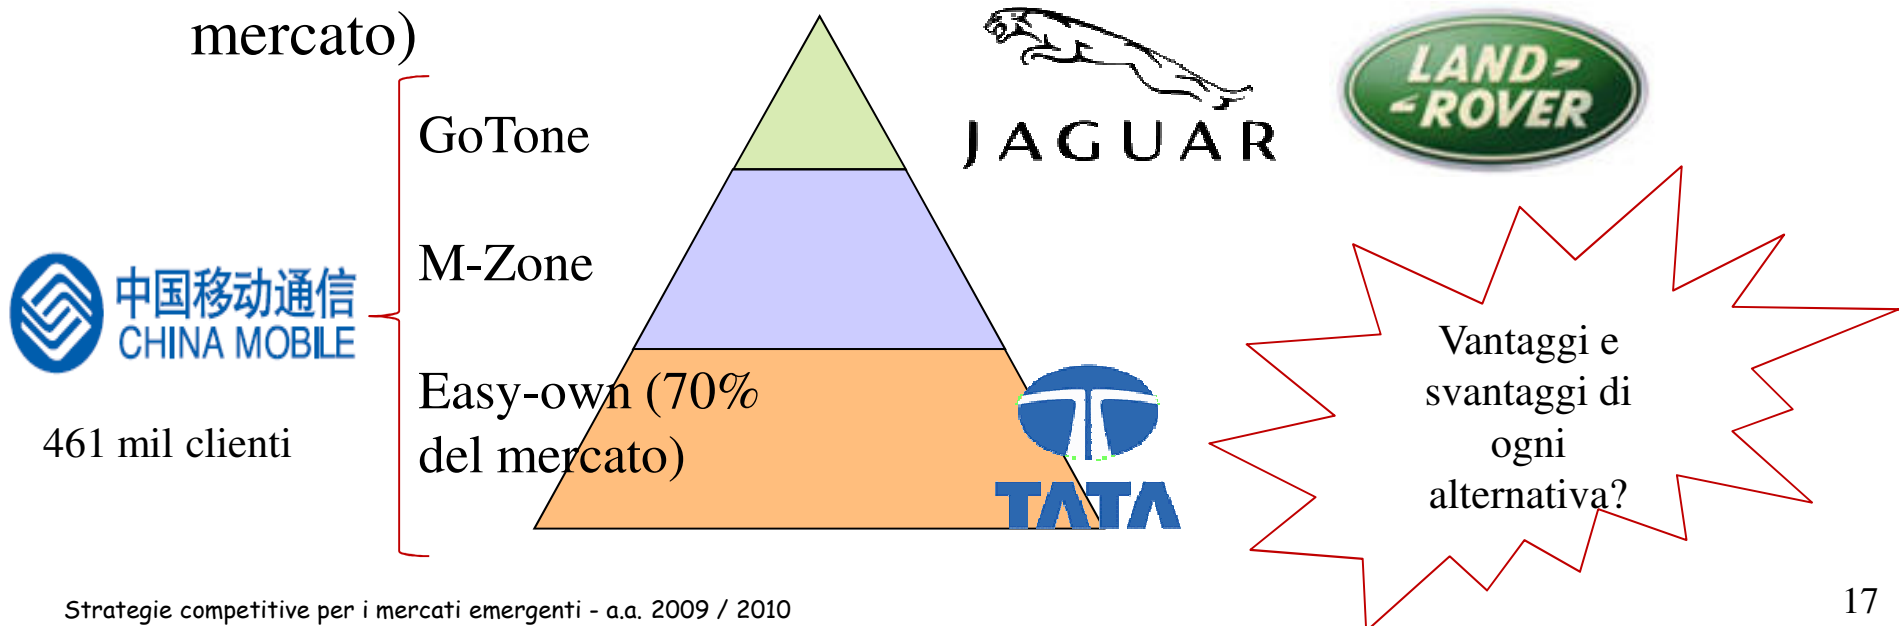 mercato)
GoTone
M-Zone
Easy-own (70%
del mercato)
中国移动通信
CHINA MOBILE
461 mil clienti
JAGUAR
LAND-
-ROVER
TATA
Vantaggi e
svantaggi di
ogni
alternativa?
Strategie competitive per i mercati emergenti - a.a. 2009 / 2010
17